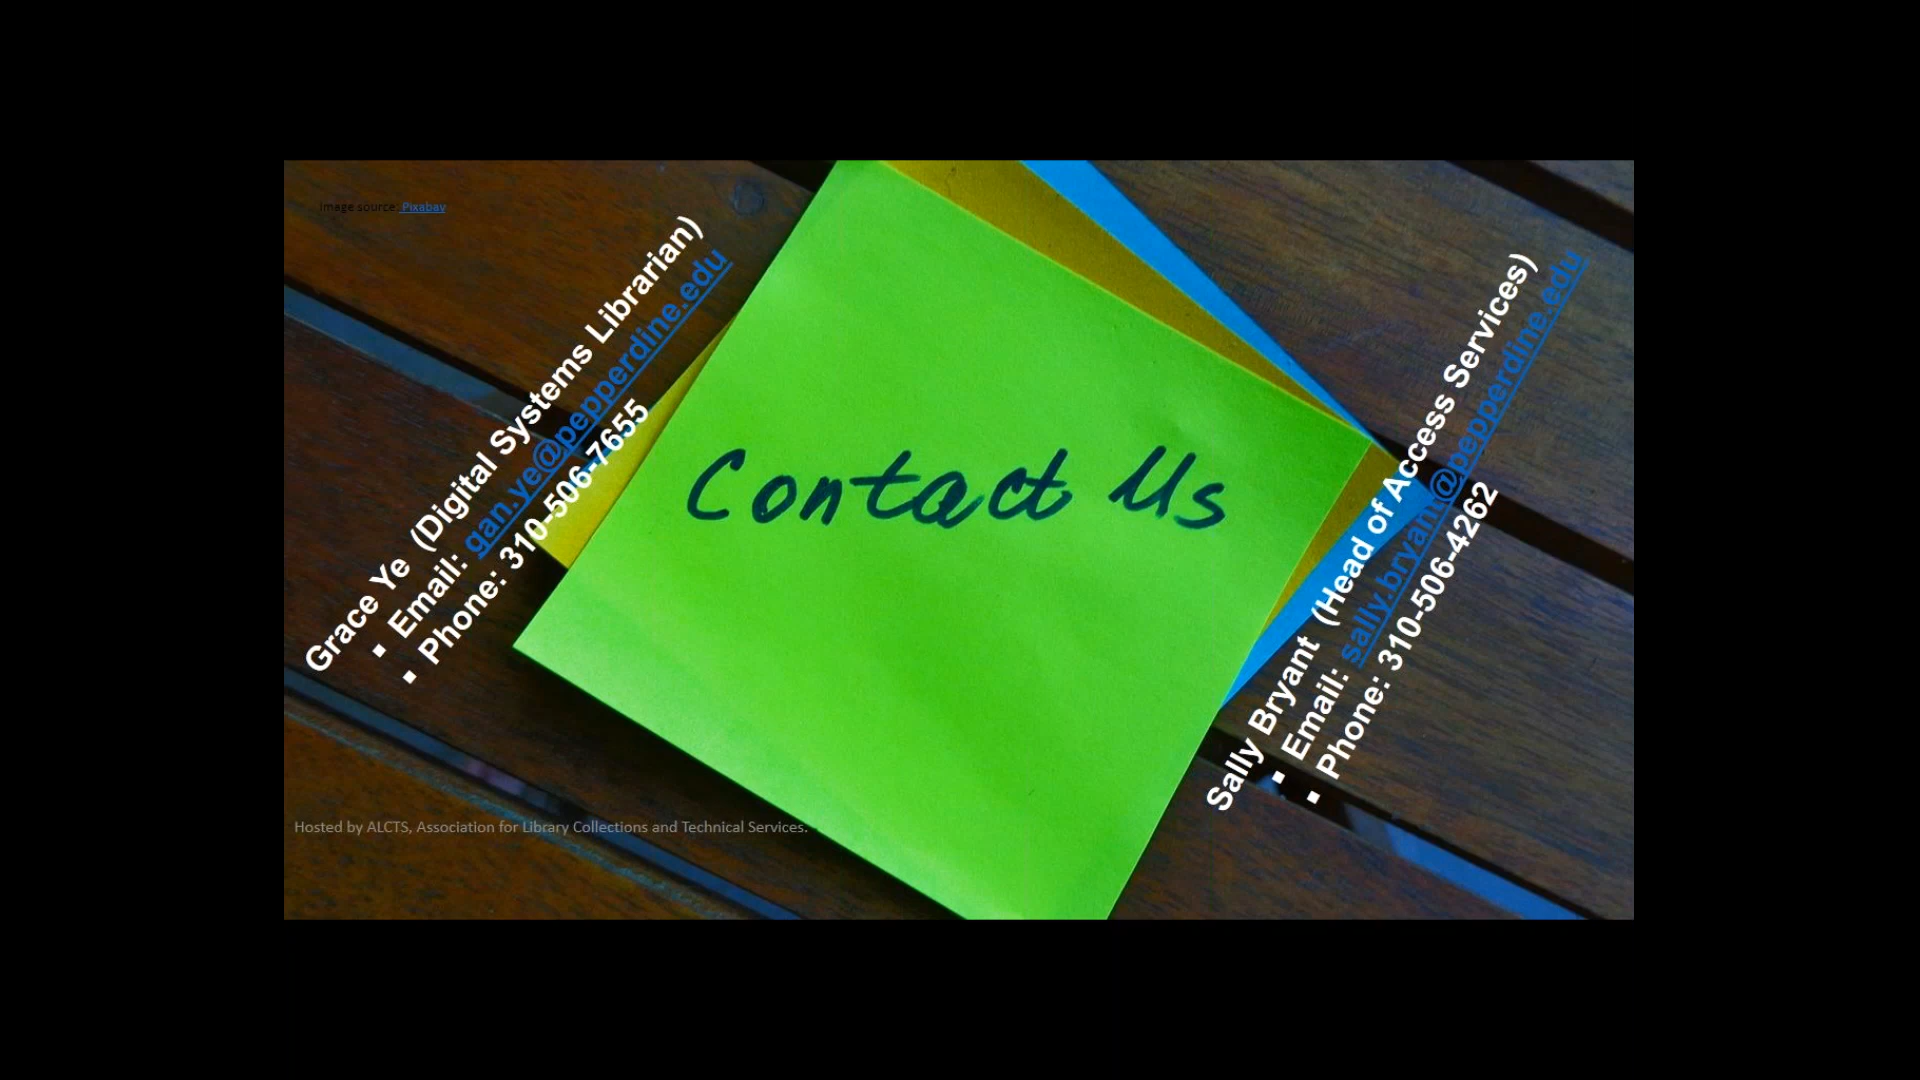 Image source: Pixabay
Grace Ye (Digital Systems Librarian)
▪ Email: gan.ye@pepperdine.edu
▪ Phone: 310-506-7655
Contact Us
Sally Bryant (Head of Access Services)
▪ Email: sally.bryant@pepperdine.edu
▪ Phone: 310-506-4262
Hosted by ALCTS, Association for Library Collections and Technical Services.